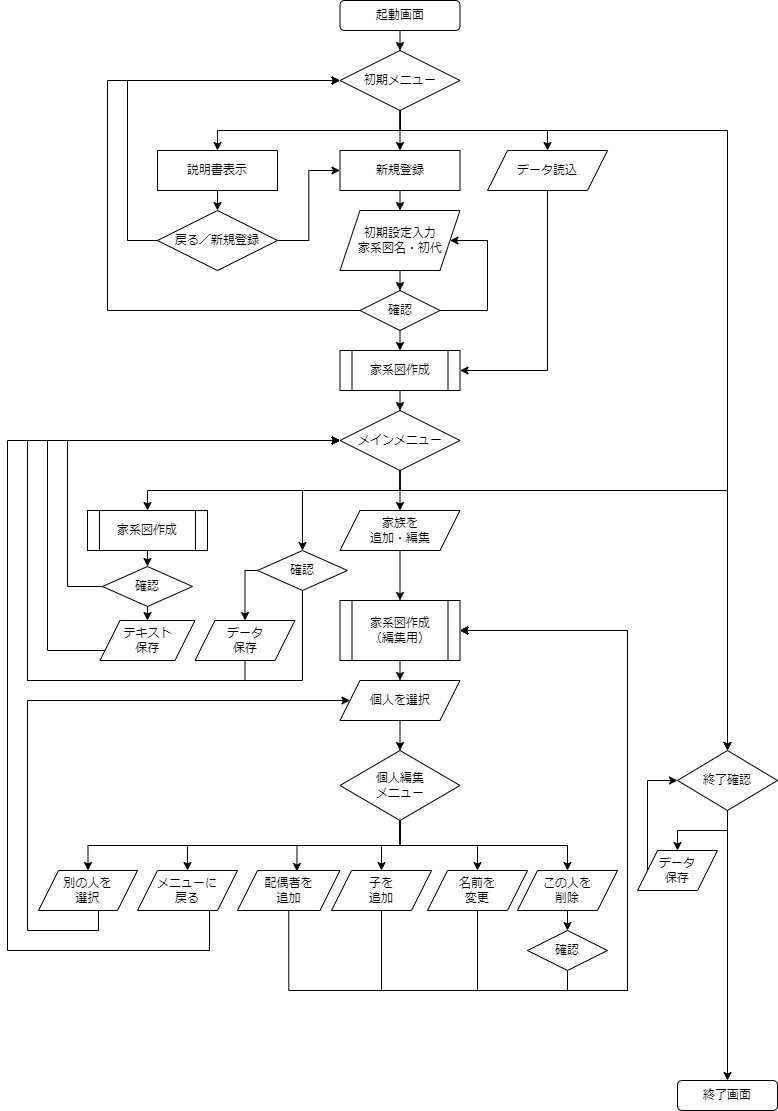 起動画面
初期メニュー
説明書表示
新規登録
データ読込
戻る／新規登録
初期設定入力
家系図名・初代
確認
家系図作成
メインメニュー
家系図作成
家族を
追加・編集
確認
確認
テキスト
保存
データ
保存
家系図作成
（編集用）
個人を選択
個人編集
メニュー
終了確認
データ
保存
別の人を
選択
メニューに
戻る
配偶者を
追加
子を
追加
名前を
変更
この人を
削除
確認
終了画面